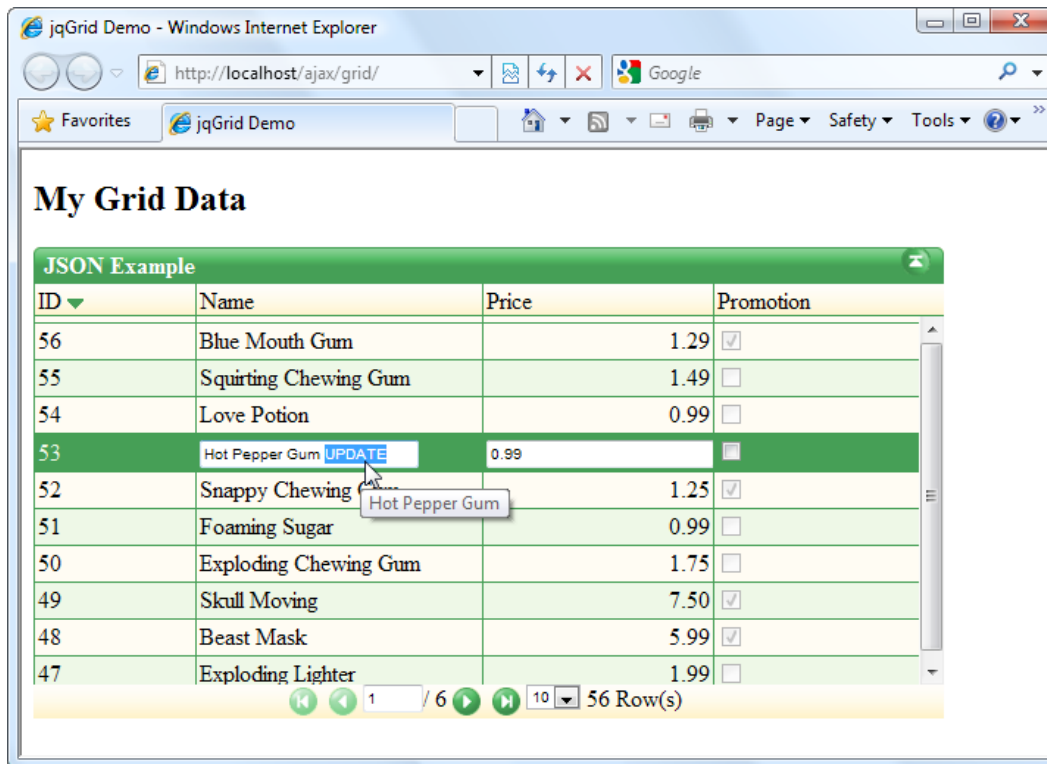 jqGrid Demo - Windows Internet Explorer
http://localhost/ajax/grid/ Google
Favorites jqGrid Demo Page Safety Tools
My Grid Data
JSON Example
ID Name Price Promotion
56 Blue Mouth Gum 1.29
55 Squirting Chewing Gum 1.49
54 Love Potion 0.99
53 Hot Pepper Gum UPDATE 0.99
52 Snappy Chewing 1.25
Hot Pepper Gum
51 Foaming Sugar 0.99
50 Exploding Chewing Gum 1.75
49 Skull Moving 7.50
48 Beast Mask 5.99
47 Exploding Lighter 1.99
1 / 6 10 56 Row(s)